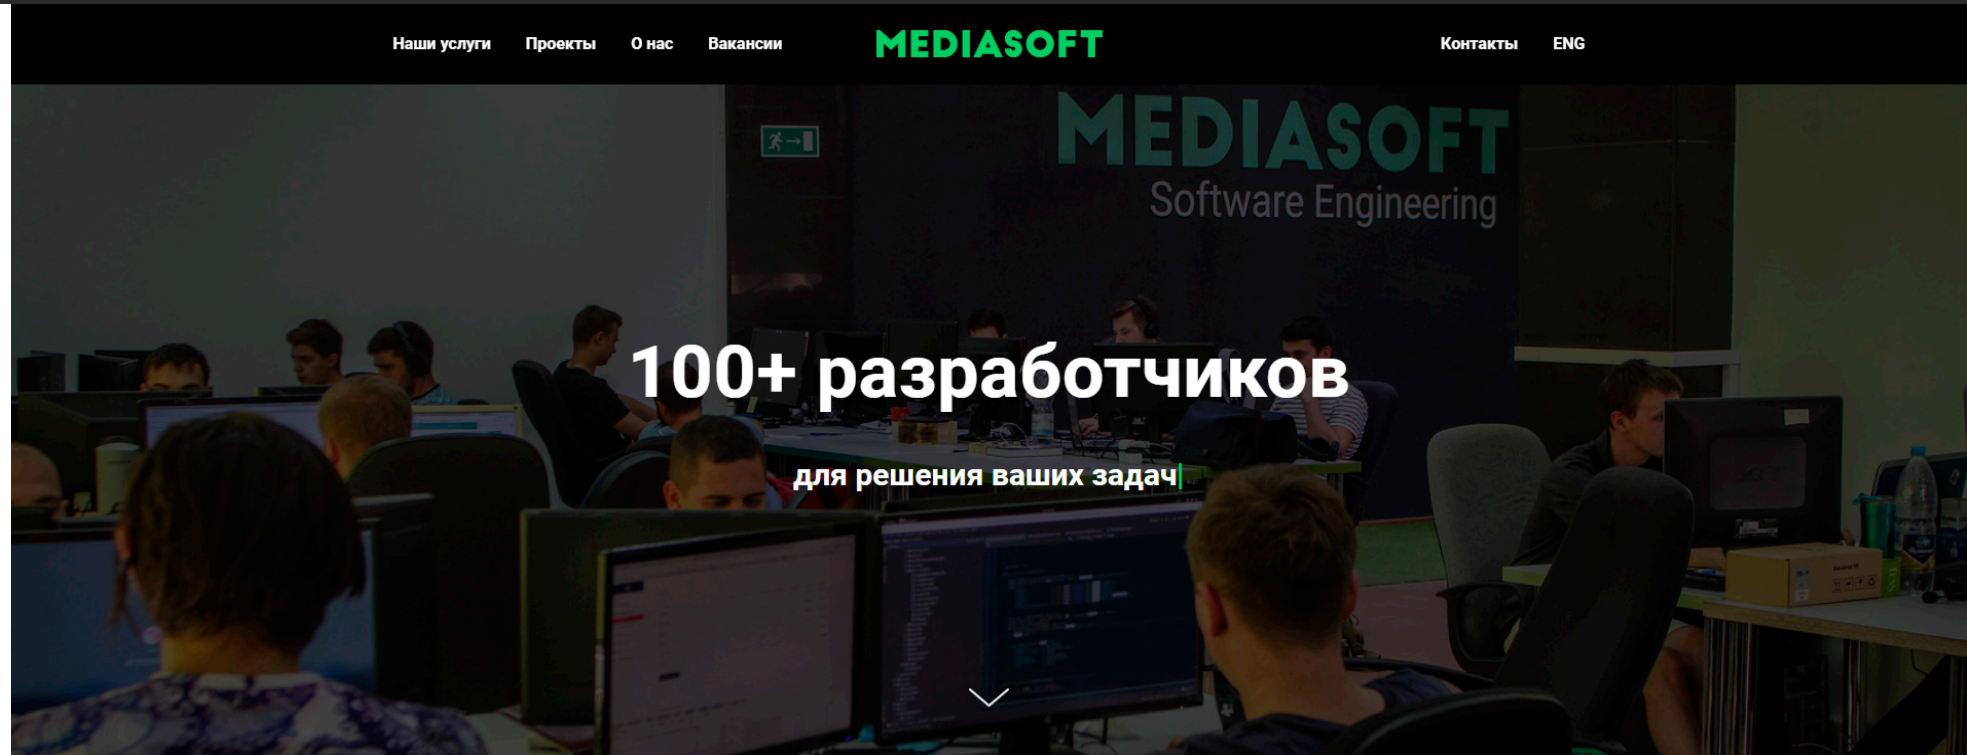 Наши услуги Проекты О нас Вакансии MEDIASOFT Контакты ENG
MEDIASOFT
Software Engineering
100+ разработчиков
для решения ваших задач